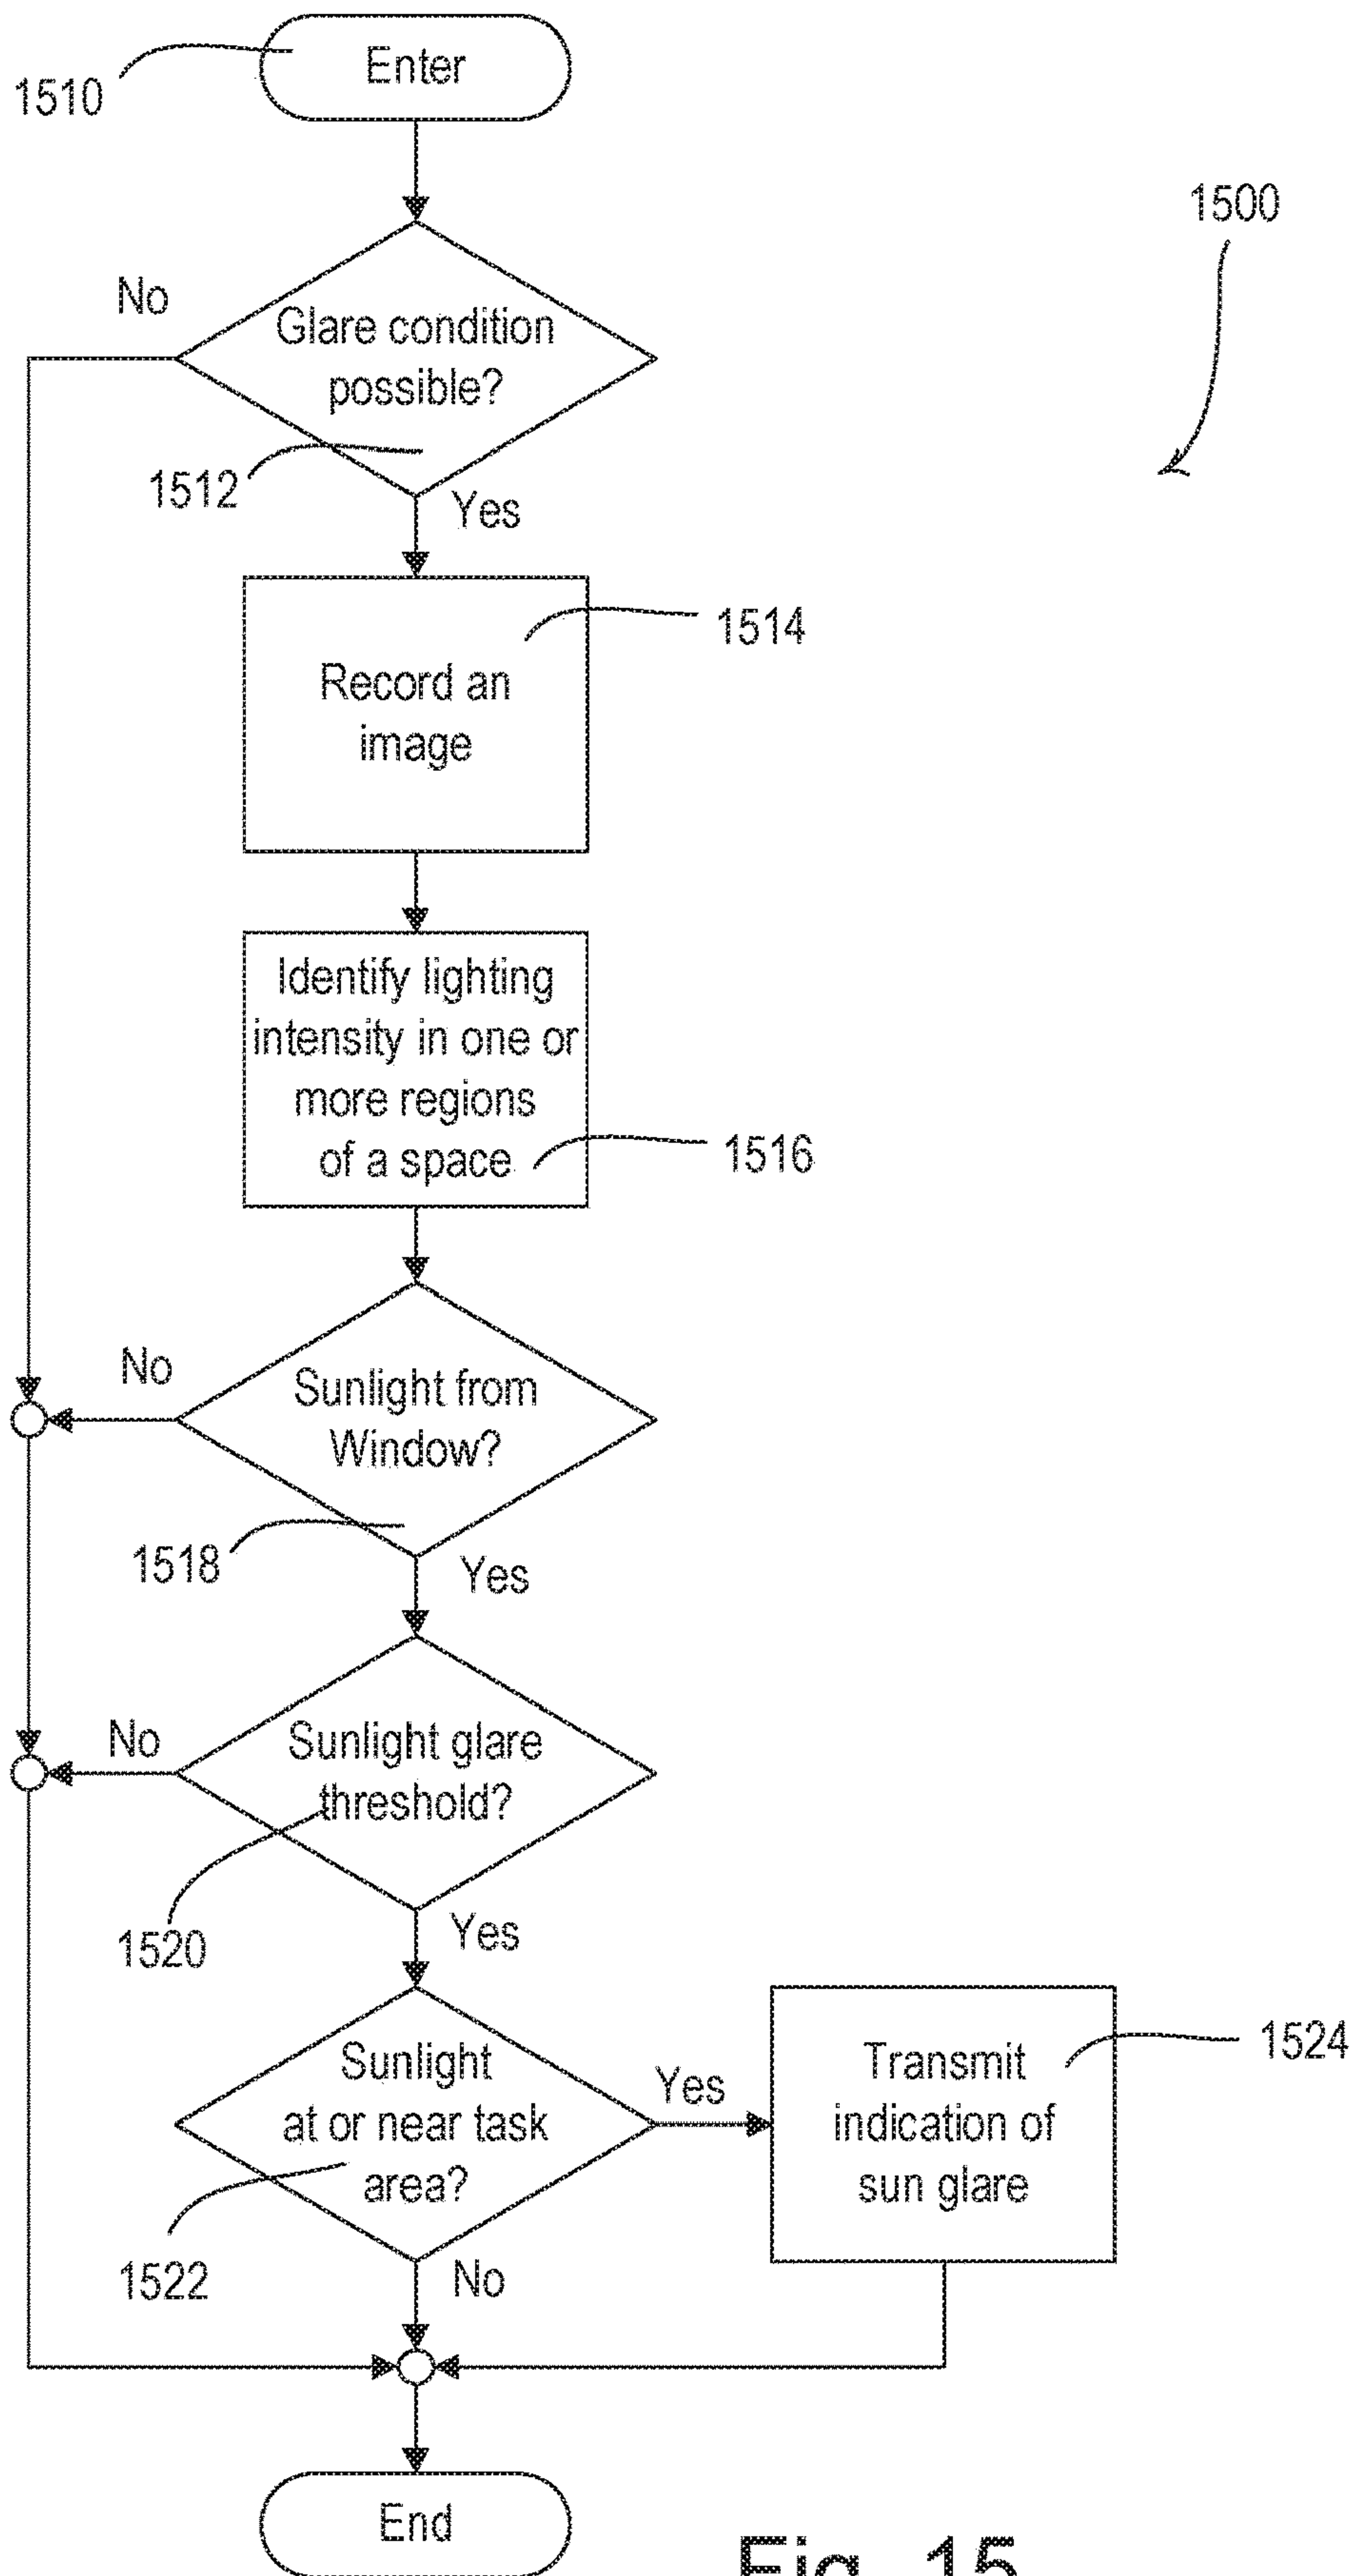 Enter
1510
1500
No
Glare condition
possible?
1512
Yes
1514
Record an
image
Identify lighting
intensity in one or
more regions
of a space
1516
No
Sunlight from
Window?
1518
Yes
No
Sunlight glare
threshold?
1520
Yes
Sunlight
at or near task
area?
Yes
Transmit
indication of
sun glare
1524
1522
No
End
Fig. 15